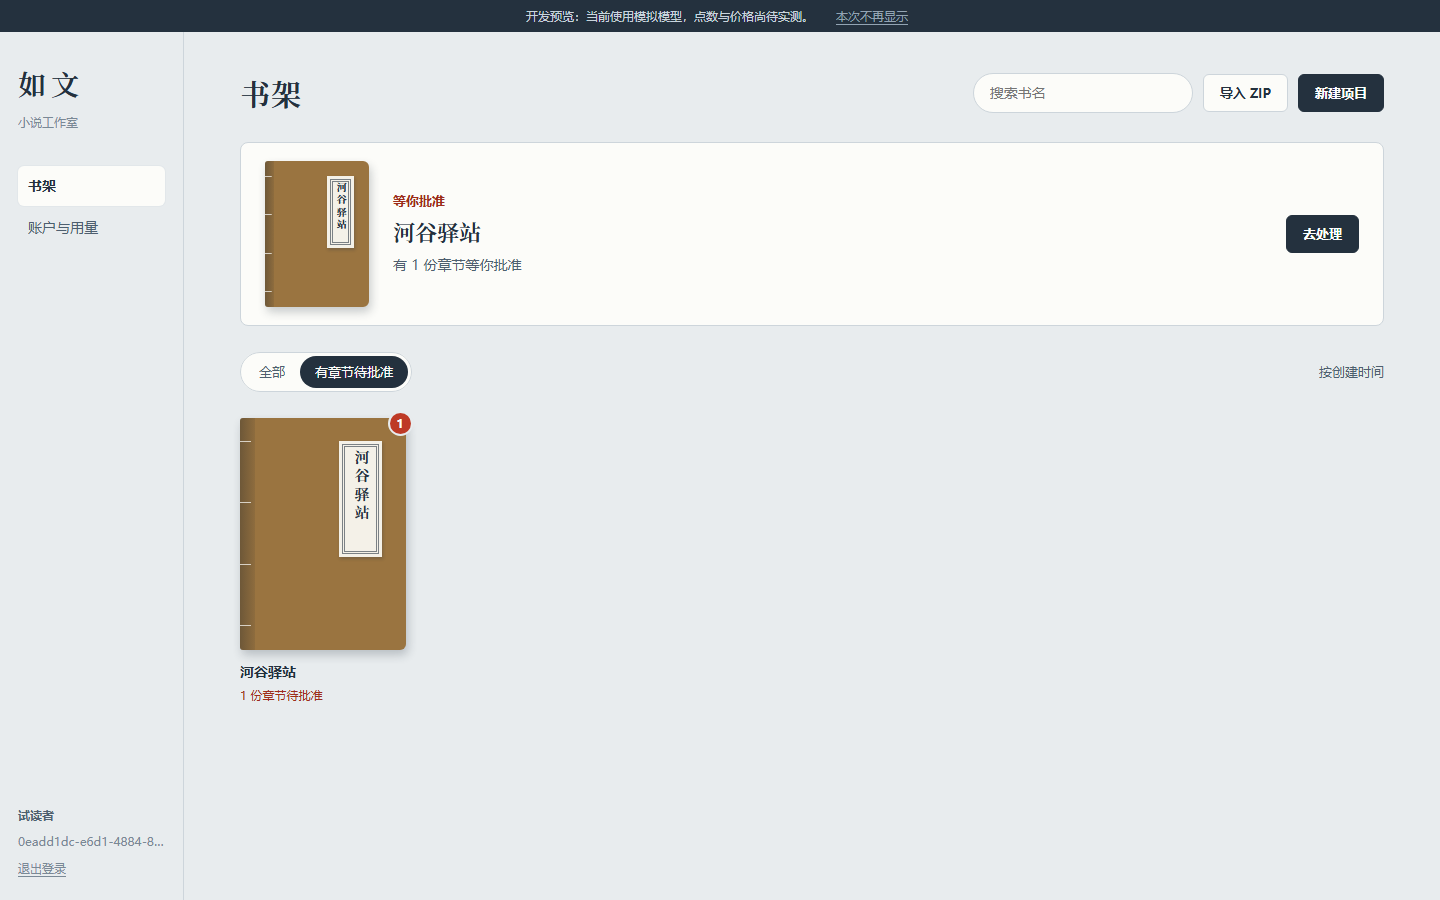 开发预览：当前使用模拟模型，点数与价格尚待实测。 本次不再显示
如文
小说工作室
书架
账户与用量
试读者
0eadd1dc-e6d1-4884-8...
退出登录
书架
搜索书名
导入 ZIP
新建项目
河谷驿站
等你批准
河谷驿站
有 1 份章节等你批准
去处理
全部
有章节待批准
按创建时间
1
河谷驿站
河谷驿站
1 份章节待批准